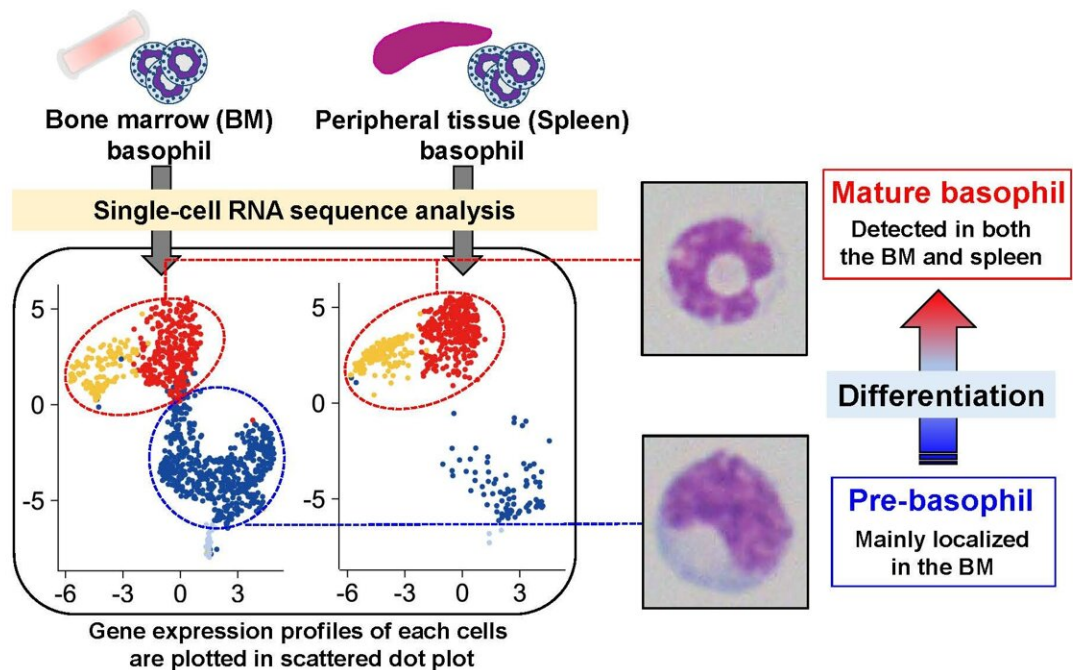 Bone marrow (BM)
basophil
Peripheral tissue (Spleen)
basophil
Single-cell RNA sequence analysis
5
0
-5
-6
-3
0
3
5
0
-5
-6
-3
0
3
Gene expression profiles of each cells
are plotted in scattered dot plot
Mature basophil
Detected in both
the BM and spleen
Differentiation
Pre-basophil
Mainly localized
in the BM